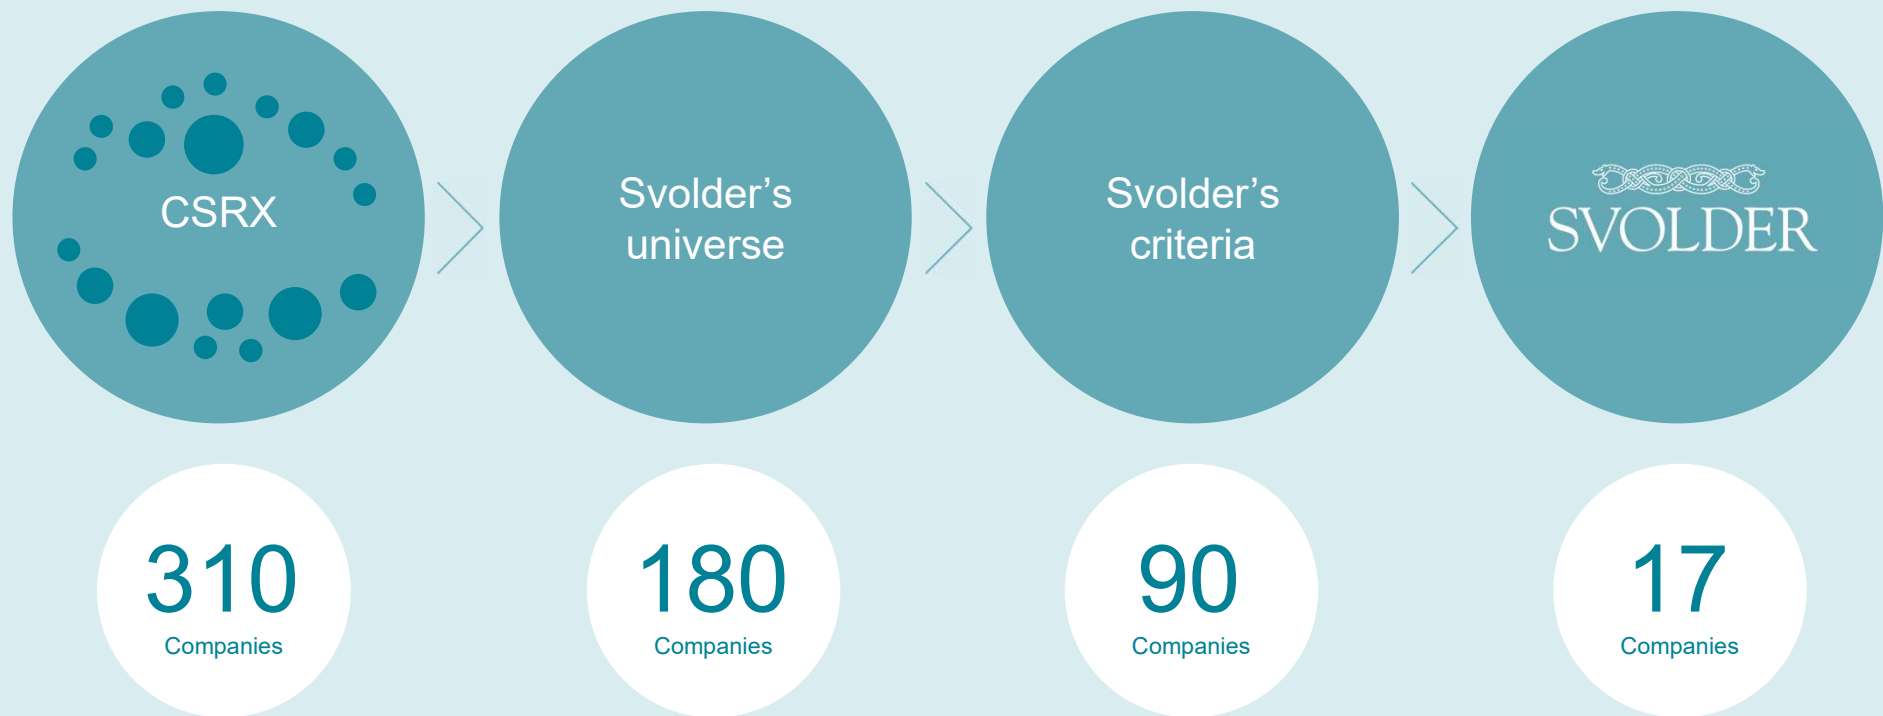 CSRX
Svolder’s
universe
Svolder’s
criteria
SVOLDER
310
Companies
180
Companies
90
Companies
17
Companies